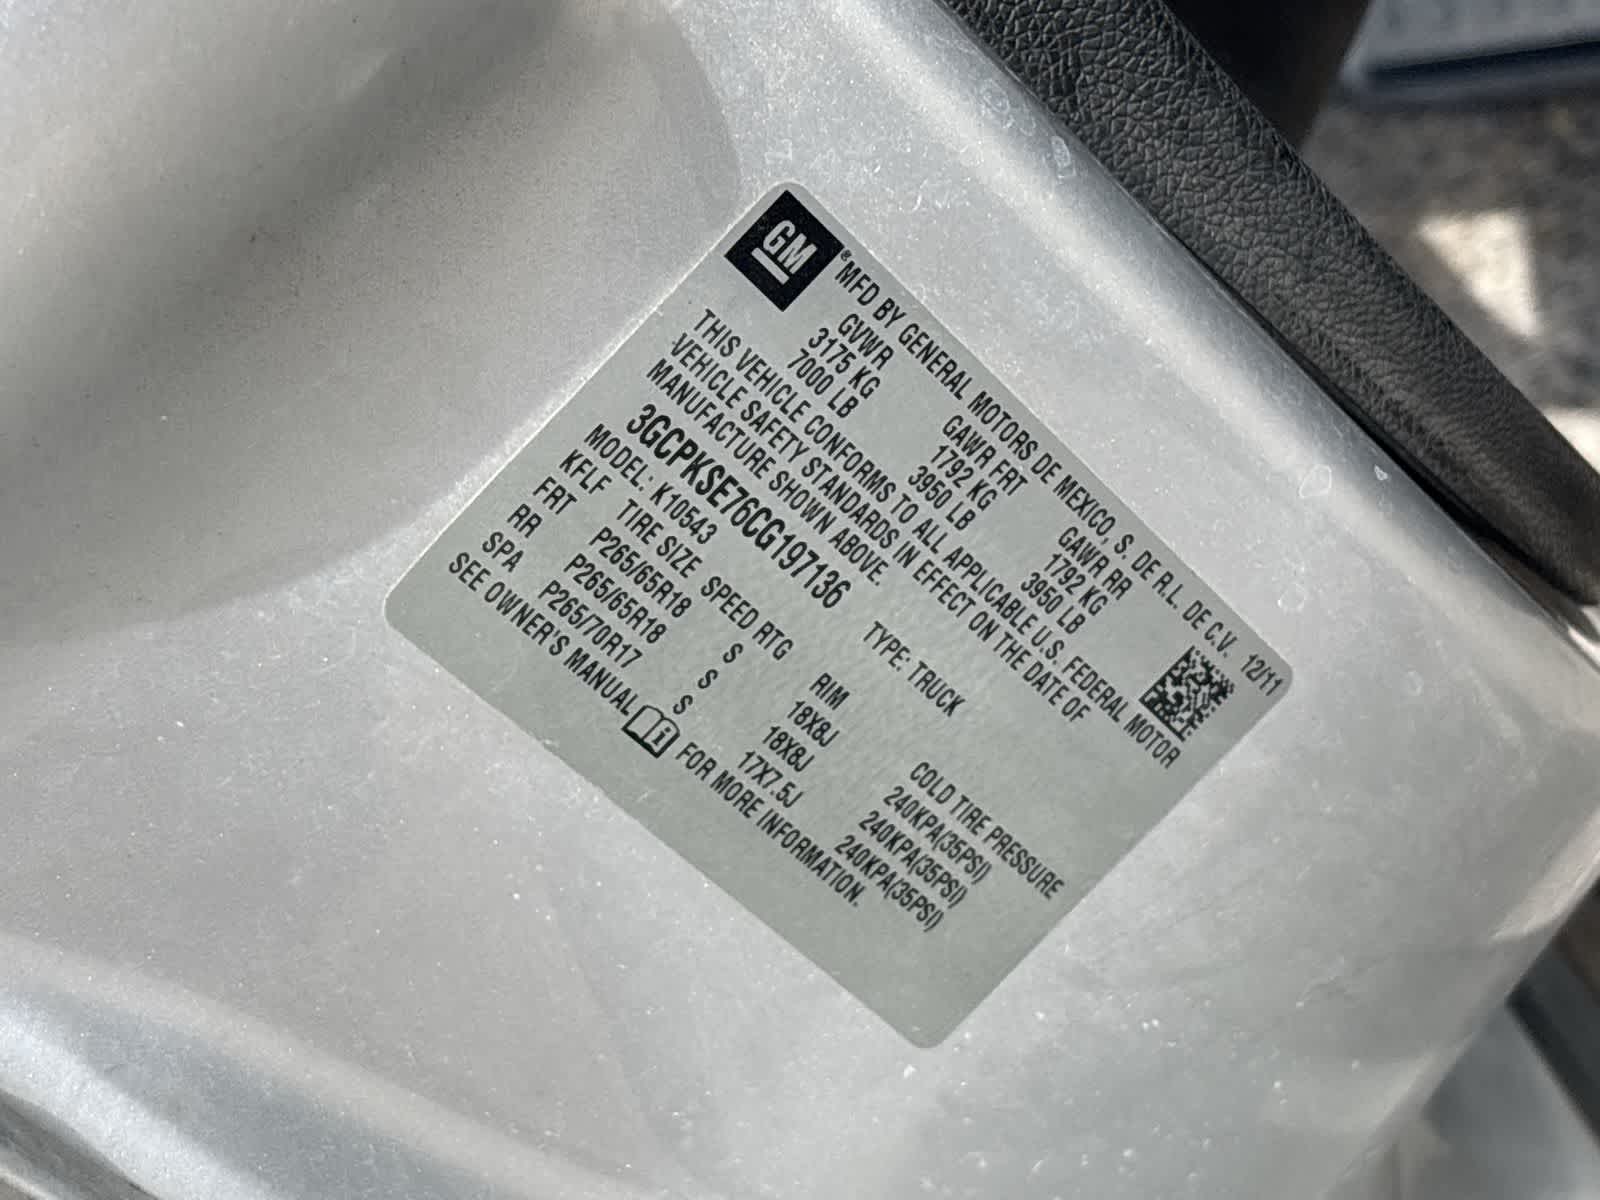 GM
®MFD BY GENERAL MOTORS DE MEXICO, S. DE R.L. DE C.V. 12/11
GVWR GAWR FRT GAWR RR
3175 KG 1792 KG 1792 KG
7000 LB 3950 LB 3950 LB
THIS VEHICLE CONFORMS TO ALL APPLICABLE U.S. FEDERAL MOTOR
VEHICLE SAFETY STANDARDS IN EFFECT ON THE DATE OF
MANUFACTURE SHOWN ABOVE.
3GCPKSE76CG197136 TYPE: TRUCK
MODEL: K10543
KFLF TIRE SIZE SPEED RTG RIM COLD TIRE PRESSURE
FRT P265/65R18 S 18X8J 240KPA(35PSI)
RR P265/65R18 S 18X8J 240KPA(35PSI)
SPA P265/70R17 S 17X7.5J 240KPA(35PSI)
SEE OWNER'S MANUAL FOR MORE INFORMATION.